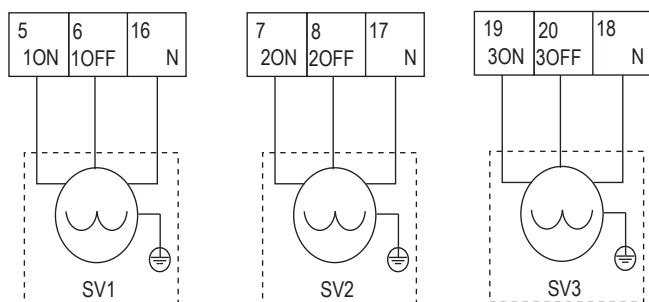 5 6 16
1ON 1OFF N
7 8 17
2ON 2OFF N
19 20 18
3ON 3OFF N
SV1
SV2
SV3